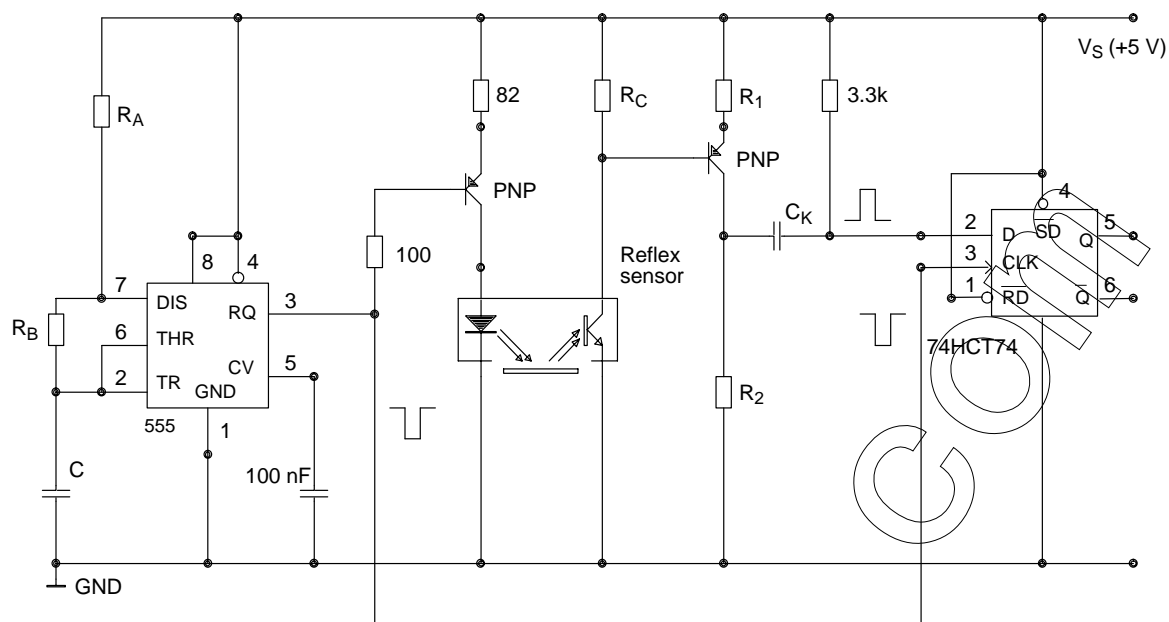 V_S (+5 V)
R_A
82
R_C
R_1
3.3k
PNP
PNP
100
Reflex
sensor
C_K
8
4
7
DIS
RQ
3
6
THR
CV
5
2
TR
GND
555
1
R_B
C
100 nF
R_2
4
2
D
SD
5
Q
3
CLK
1
RD
Q
6
74HCT74
GND